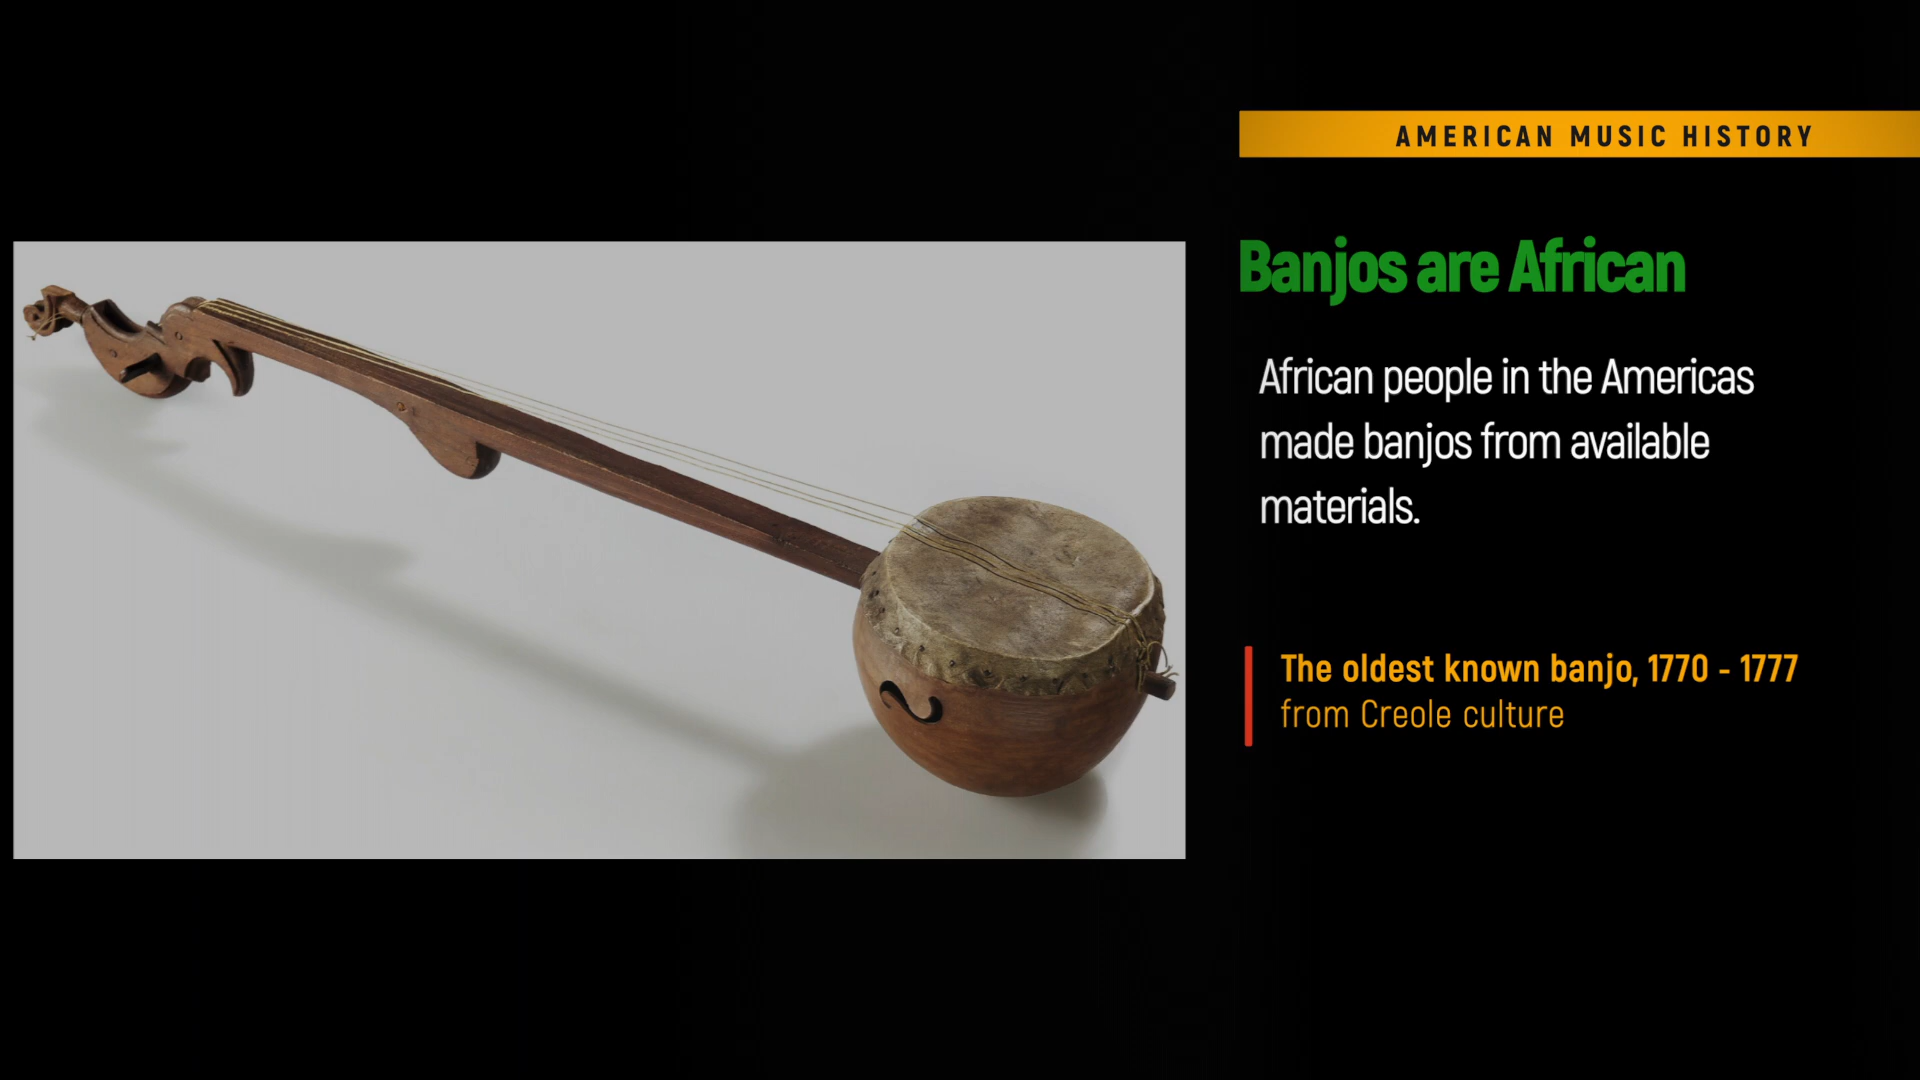 AMERICAN MUSIC HISTORY
Banjos are African
African people in the Americas
made banjos from available
materials.
The oldest known banjo, 1770 - 1777
from Creole culture